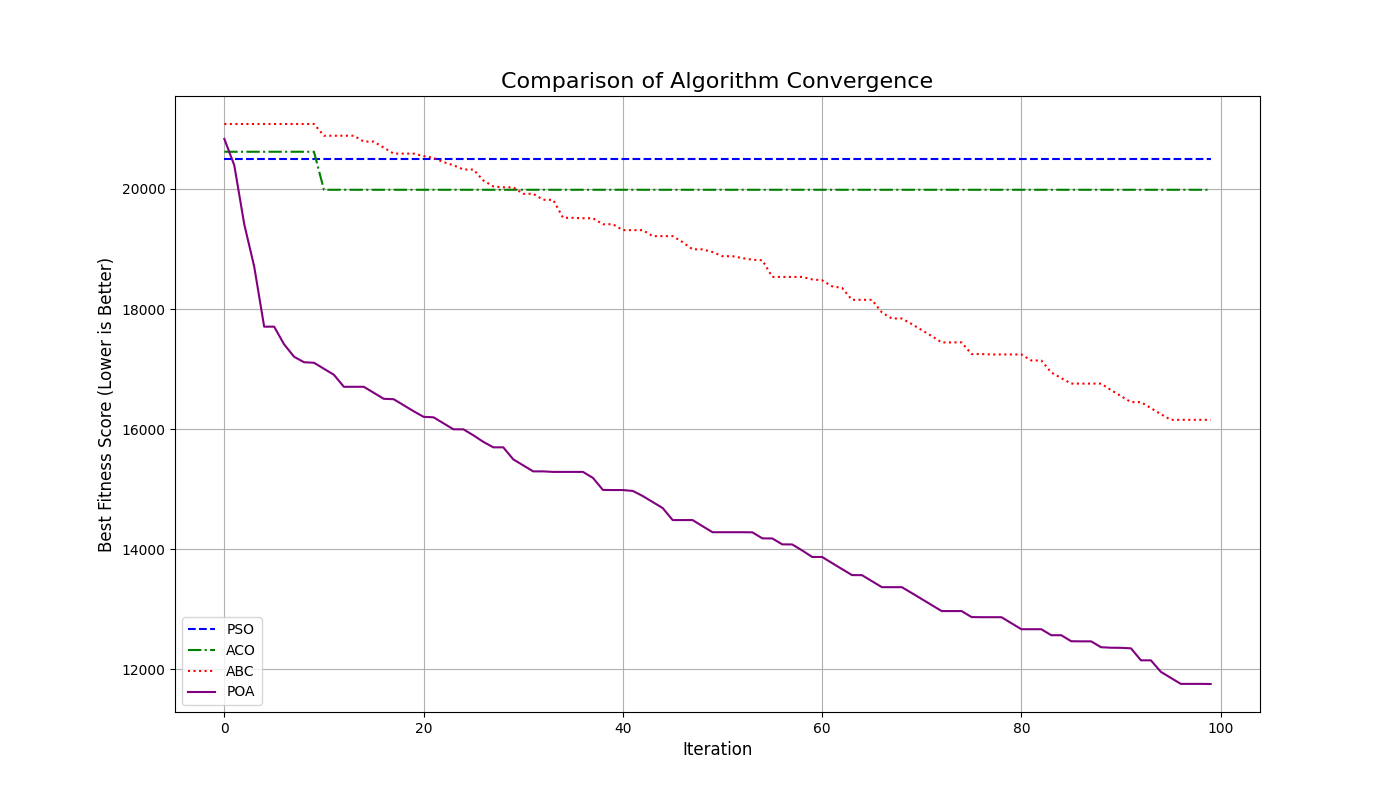 Comparison of Algorithm Convergence
Best Fitness Score (Lower is Better)
20000
18000
16000
14000
12000
PSO
ACO
ABC
POA
0 20 40 60 80 100
Iteration